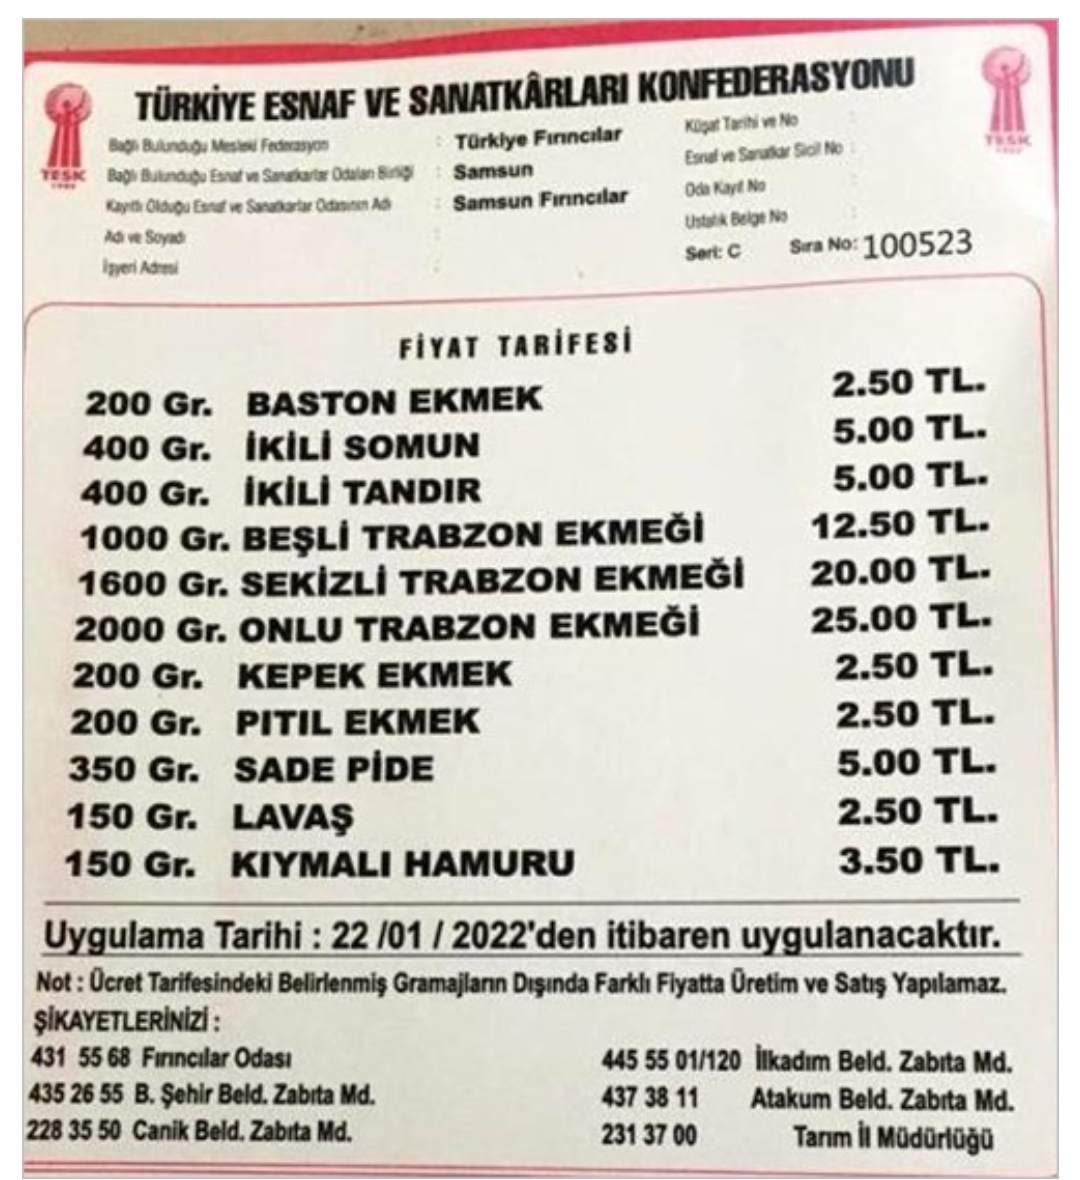 TÜRKİYE ESNAF VE SANATKÂRLARI KONFEDERASYONU
TESK
TESK
Bağlı Bulunduğu Mesleki Federasyon : Türkiye Fırıncılar
Bağlı Bulunduğu Esnaf ve Sanatkarlar Odaları Birliği : Samsun
Kayıtlı Olduğu Esnaf ve Sanatkarlar Odasının Adı : Samsun Fırıncılar
Adı ve Soyadı :
İşyeri Adresi :
Küşat Tarihi ve No :
Esnaf ve Sanatkar Sicil No :
Oda Kayıt No :
Ustalık Belge No :
Seri: C Sıra No: 100523
FİYAT TARİFESİ
200 Gr. BASTON EKMEK 2.50 TL.
400 Gr. İKİLİ SOMUN 5.00 TL.
400 Gr. İKİLİ TANDIR 5.00 TL.
1000 Gr. BEŞLİ TRABZON EKMEĞİ 12.50 TL.
1600 Gr. SEKİZLİ TRABZON EKMEĞİ 20.00 TL.
2000 Gr. ONLU TRABZON EKMEĞİ 25.00 TL.
200 Gr. KEPEK EKMEK 2.50 TL.
200 Gr. PITIL EKMEK 2.50 TL.
350 Gr. SADE PİDE 5.00 TL.
150 Gr. LAVAŞ 2.50 TL.
150 Gr. KIYMALI HAMURU 3.50 TL.
Uygulama Tarihi : 22 /01 / 2022'den itibaren uygulanacaktır.
Not : Ücret Tarifesindeki Belirlenmiş Gramajların Dışında Farklı Fiyatta Üretim ve Satış Yapılamaz.
ŞİKAYETLERİNİZİ :
431 55 68 Fırıncılar Odası
435 26 55 B. Şehir Beld. Zabıta Md.
228 35 50 Canik Beld. Zabıta Md.
445 55 01/120 İlkadım Beld. Zabıta Md.
437 38 11 Atakum Beld. Zabıta Md.
231 37 00 Tarım İl Müdürlüğü